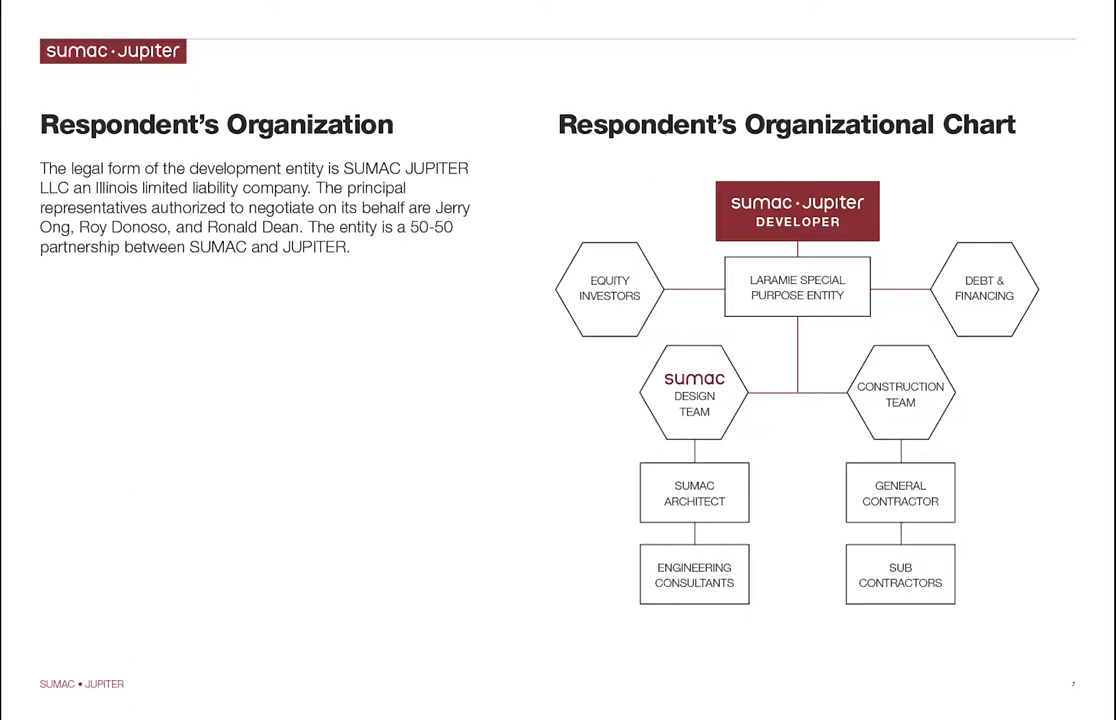 sumac·Jupiter
Respondent's Organization
The legal form of the development entity is SUMAC JUPITER
LLC an Illinois limited liability company. The principal
representatives authorized to negotiate on its behalf are Jerry
Ong, Roy Donoso, and Ronald Dean. The entity is a 50-50
partnership between SUMAC and JUPITER.
Respondent's Organizational Chart
sumac·Jupiter
DEVELOPER
EQUITY
INVESTORS
LARAMIE SPECIAL
PURPOSE ENTITY
DEBT &
FINANCING
sumac
DESIGN
TEAM
CONSTRUCTION
TEAM
SUMAC
ARCHITECT
GENERAL
CONTRACTOR
ENGINEERING
CONSULTANTS
SUB
CONTRACTORS
SUMAC • JUPITER
7